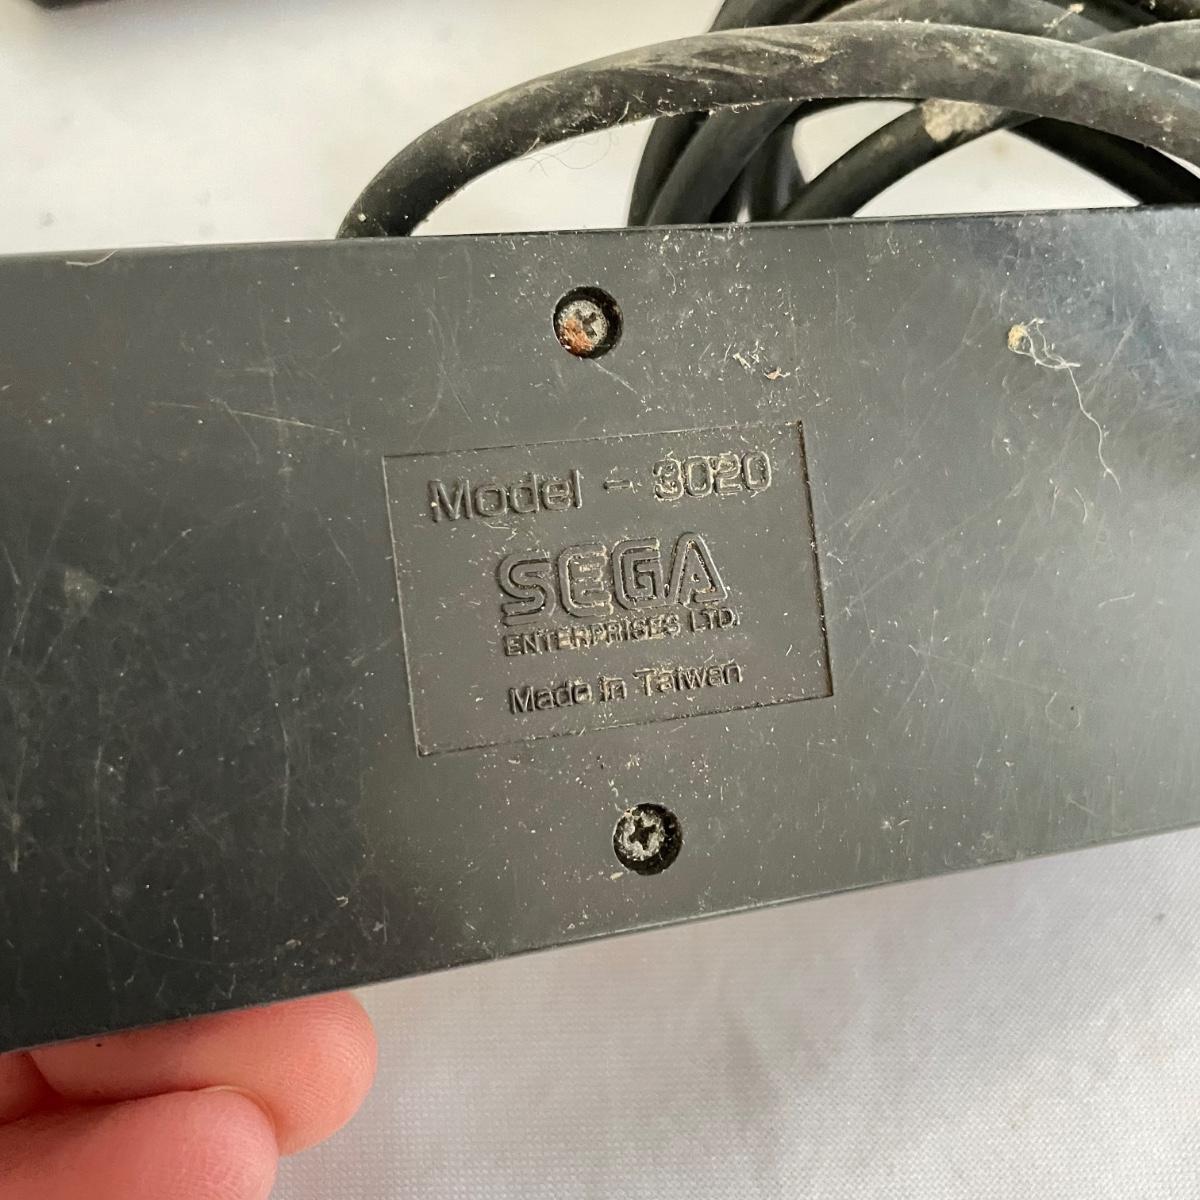 Model - 3020
SEGA
ENTERPRISES LTD.
Made in Taiwan